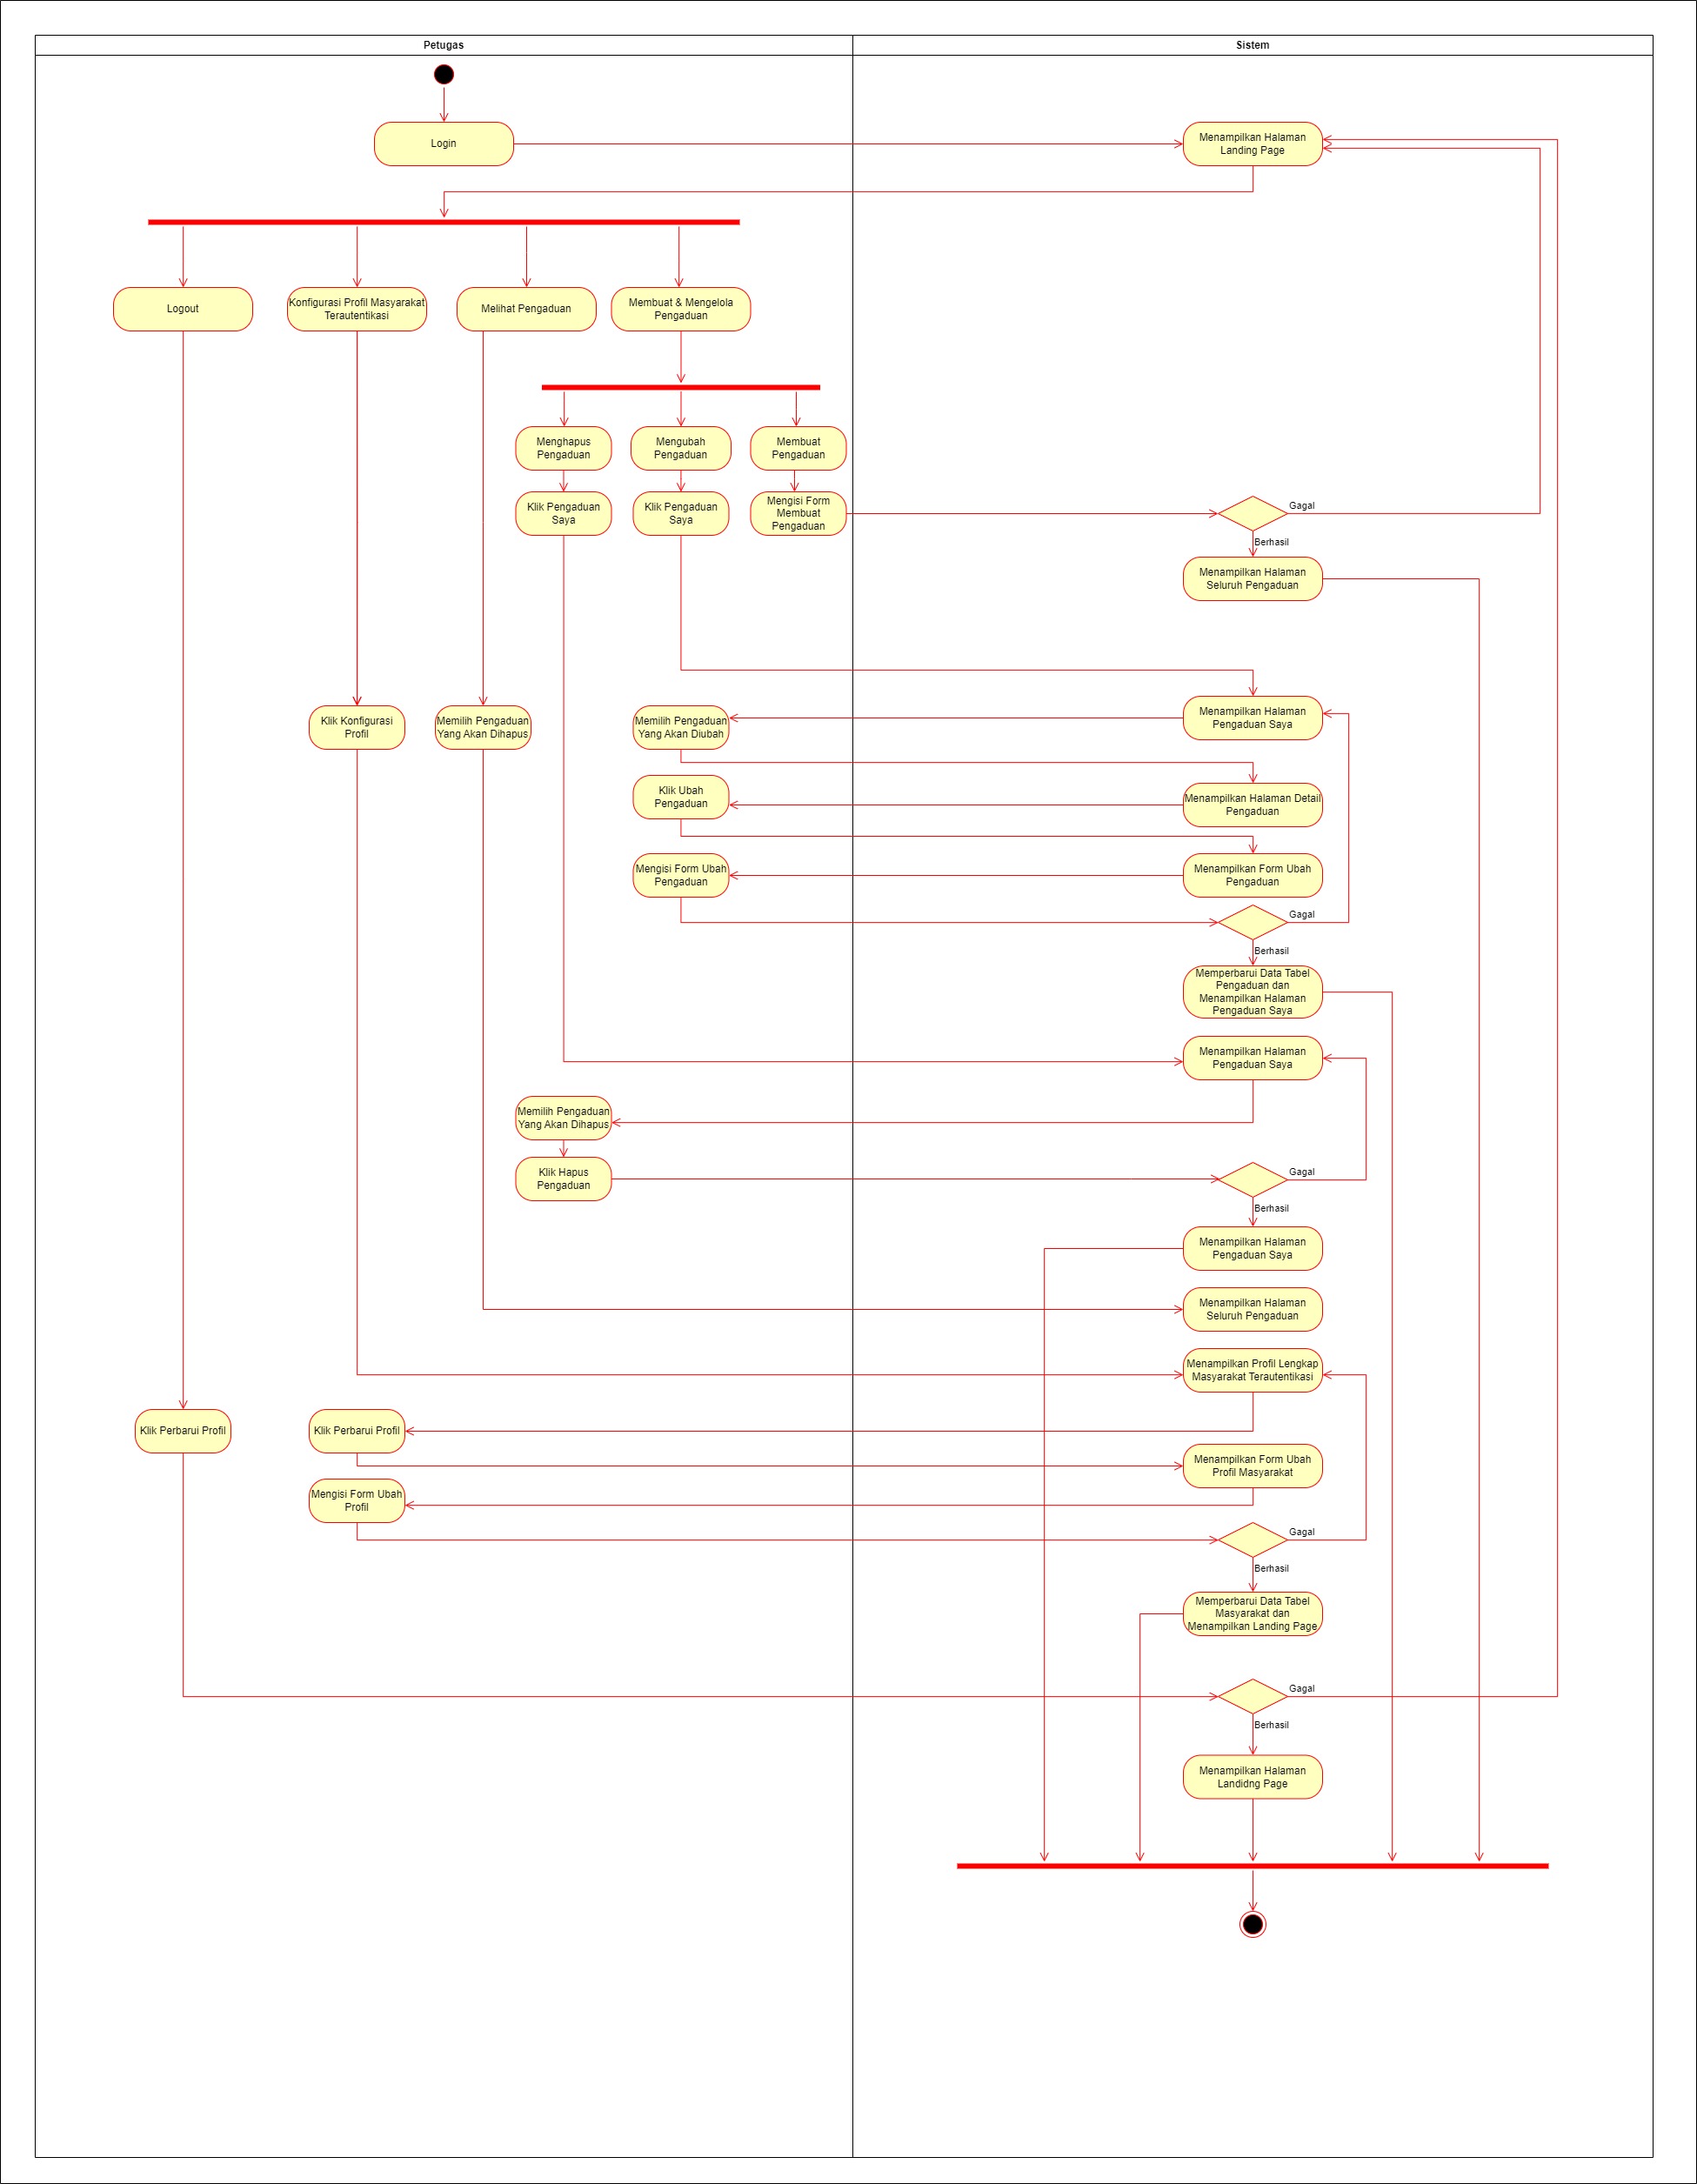 Petugas
Sistem
Login
Menampilkan Halaman
Landing Page
Logout
Konfigurasi Profil Masyarakat
Terautentikasi
Melihat Pengaduan
Membuat & Mengelola
Pengaduan
Menghapus
Pengaduan
Mengubah
Pengaduan
Membuat
Pengaduan
Klik Pengaduan
Saya
Klik Pengaduan
Saya
Mengisi Form
Membuat
Pengaduan
Gagal
Berhasil
Menampilkan Halaman
Seluruh Pengaduan
Klik Konfigurasi
Profil
Memilih Pengaduan
Yang Akan Dihapus
Memilih Pengaduan
Yang Akan Diubah
Menampilkan Halaman
Pengaduan Saya
Klik Ubah
Pengaduan
Menampilkan Halaman Detail
Pengaduan
Mengisi Form Ubah
Pengaduan
Menampilkan Form Ubah
Pengaduan
Gagal
Berhasil
Memperbarui Data Tabel
Pengaduan dan
Menampilkan Halaman
Pengaduan Saya
Menampilkan Halaman
Pengaduan Saya
Memilih Pengaduan
Yang Akan Dihapus
Klik Hapus
Pengaduan
Gagal
Berhasil
Menampilkan Halaman
Pengaduan Saya
Menampilkan Halaman
Seluruh Pengaduan
Menampilkan Profil Lengkap
Masyarakat Terautentikasi
Klik Perbarui Profil
Klik Perbarui Profil
Menampilkan Form Ubah
Profil Masyarakat
Mengisi Form Ubah
Profil
Gagal
Berhasil
Memperbarui Data Tabel
Masyarakat dan
Menampilkan Landing Page
Gagal
Berhasil
Menampilkan Halaman
Landidng Page